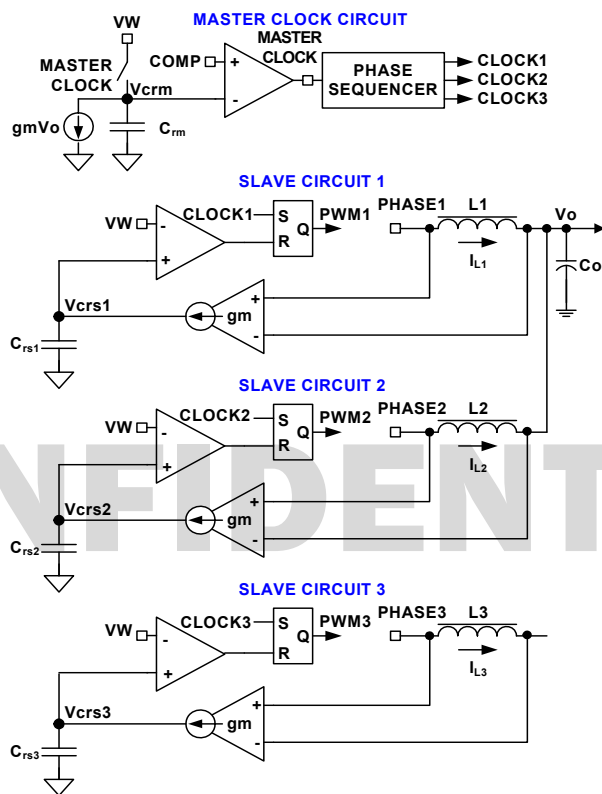 MASTER CLOCK CIRCUIT
VW
MASTER
CLOCK
Vcrm
gmVo
Crm
COMP
+
-
MASTER
CLOCK
PHASE
SEQUENCER
CLOCK1
CLOCK2
CLOCK3
SLAVE CIRCUIT 1
VW
-
+
CLOCK1
S
R
Q
PWM1
PHASE1
L1
IL1
Vo
Co
Vcrs1
Crs1
gm
+
-
SLAVE CIRCUIT 2
VW
-
+
CLOCK2
S
R
Q
PWM2
PHASE2
L2
IL2
Vcrs2
Crs2
gm
+
-
NFIDENT
SLAVE CIRCUIT 3
VW
-
+
CLOCK3
S
R
Q
PWM3
PHASE3
L3
IL3
Vcrs3
Crs3
gm
+
-